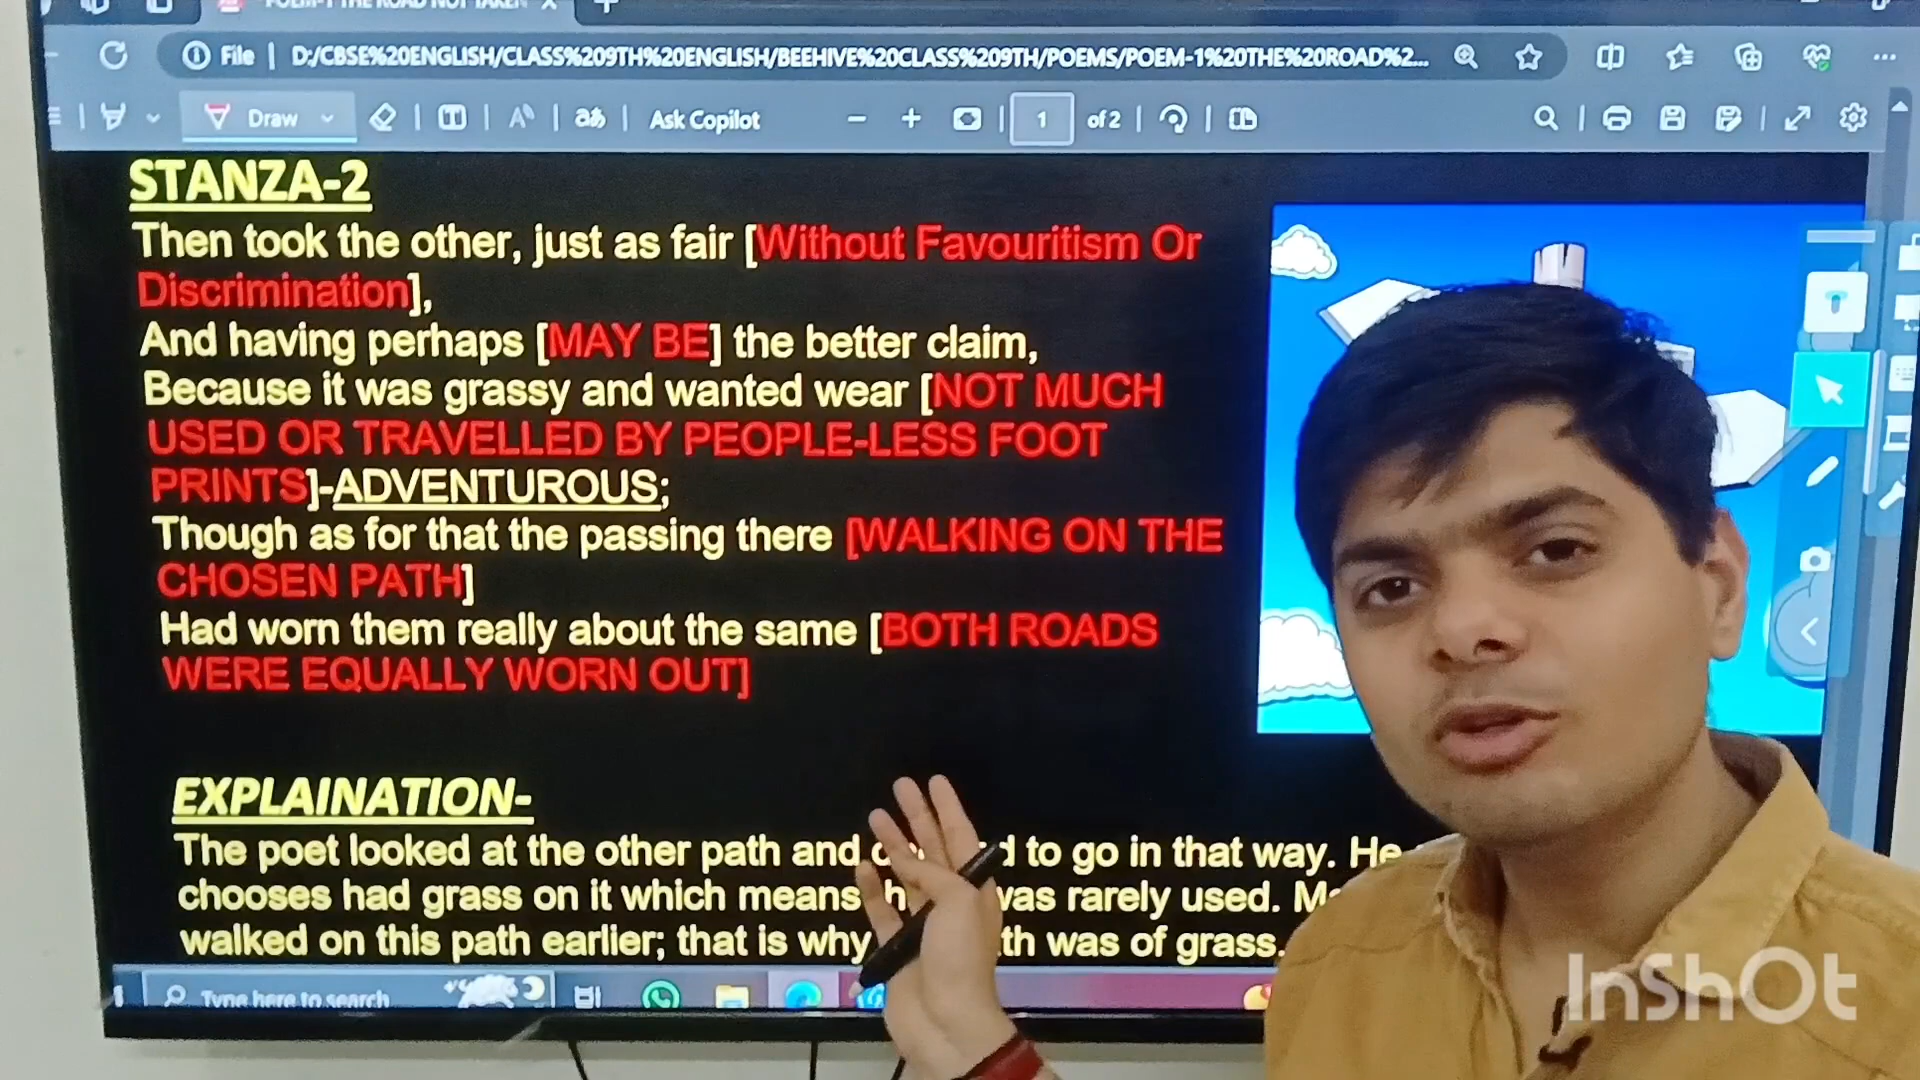 POEM-1 THE ROAD NOT TAKEN
File D:/CBSE%20ENGLISH/CLASS%209TH%20ENGLISH/BEEHIVE%20CLASS%209TH/POEMS/POEM-1%20THE%20ROAD%2...
Draw Ask Copilot 1 of 2
STANZA-2
Then took the other, just as fair [Without Favouritism Or
Discrimination],
And having perhaps [MAY BE] the better claim,
Because it was grassy and wanted wear [NOT MUCH
USED OR TRAVELLED BY PEOPLE-LESS FOOT
PRINTS]-ADVENTUROUS;
Though as for that the passing there [WALKING ON THE
CHOSEN PATH]
Had worn them really about the same [BOTH ROADS
WERE EQUALLY WORN OUT]
EXPLAINATION-
The poet looked at the other path and to go in that way. He
chooses had grass on it which means was rarely used.
walked on this path earlier; that is why was of grass.
Type here to search
InShOt